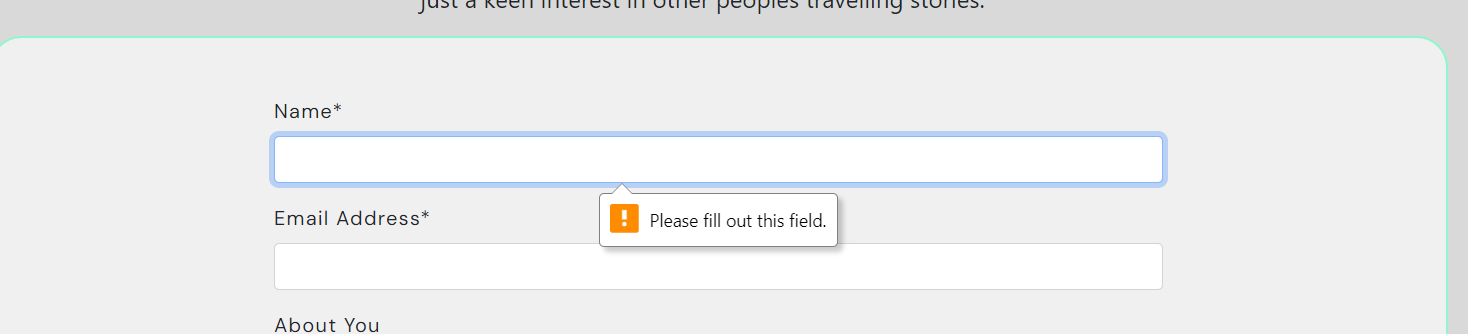 just a keen interest in other peoples travelling stories.
Name*
Please fill out this field.
Email Address*
About You